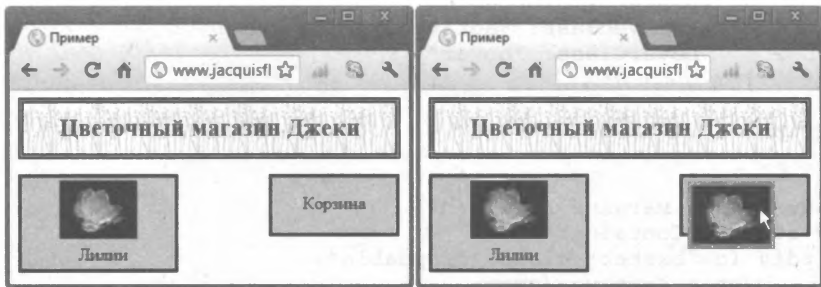 Пример
www.jacquisfl
Цветочный магазин Джеки
Лилии
Корзина
Пример
www.jacquisfl
Цветочный магазин Джеки
Лилии